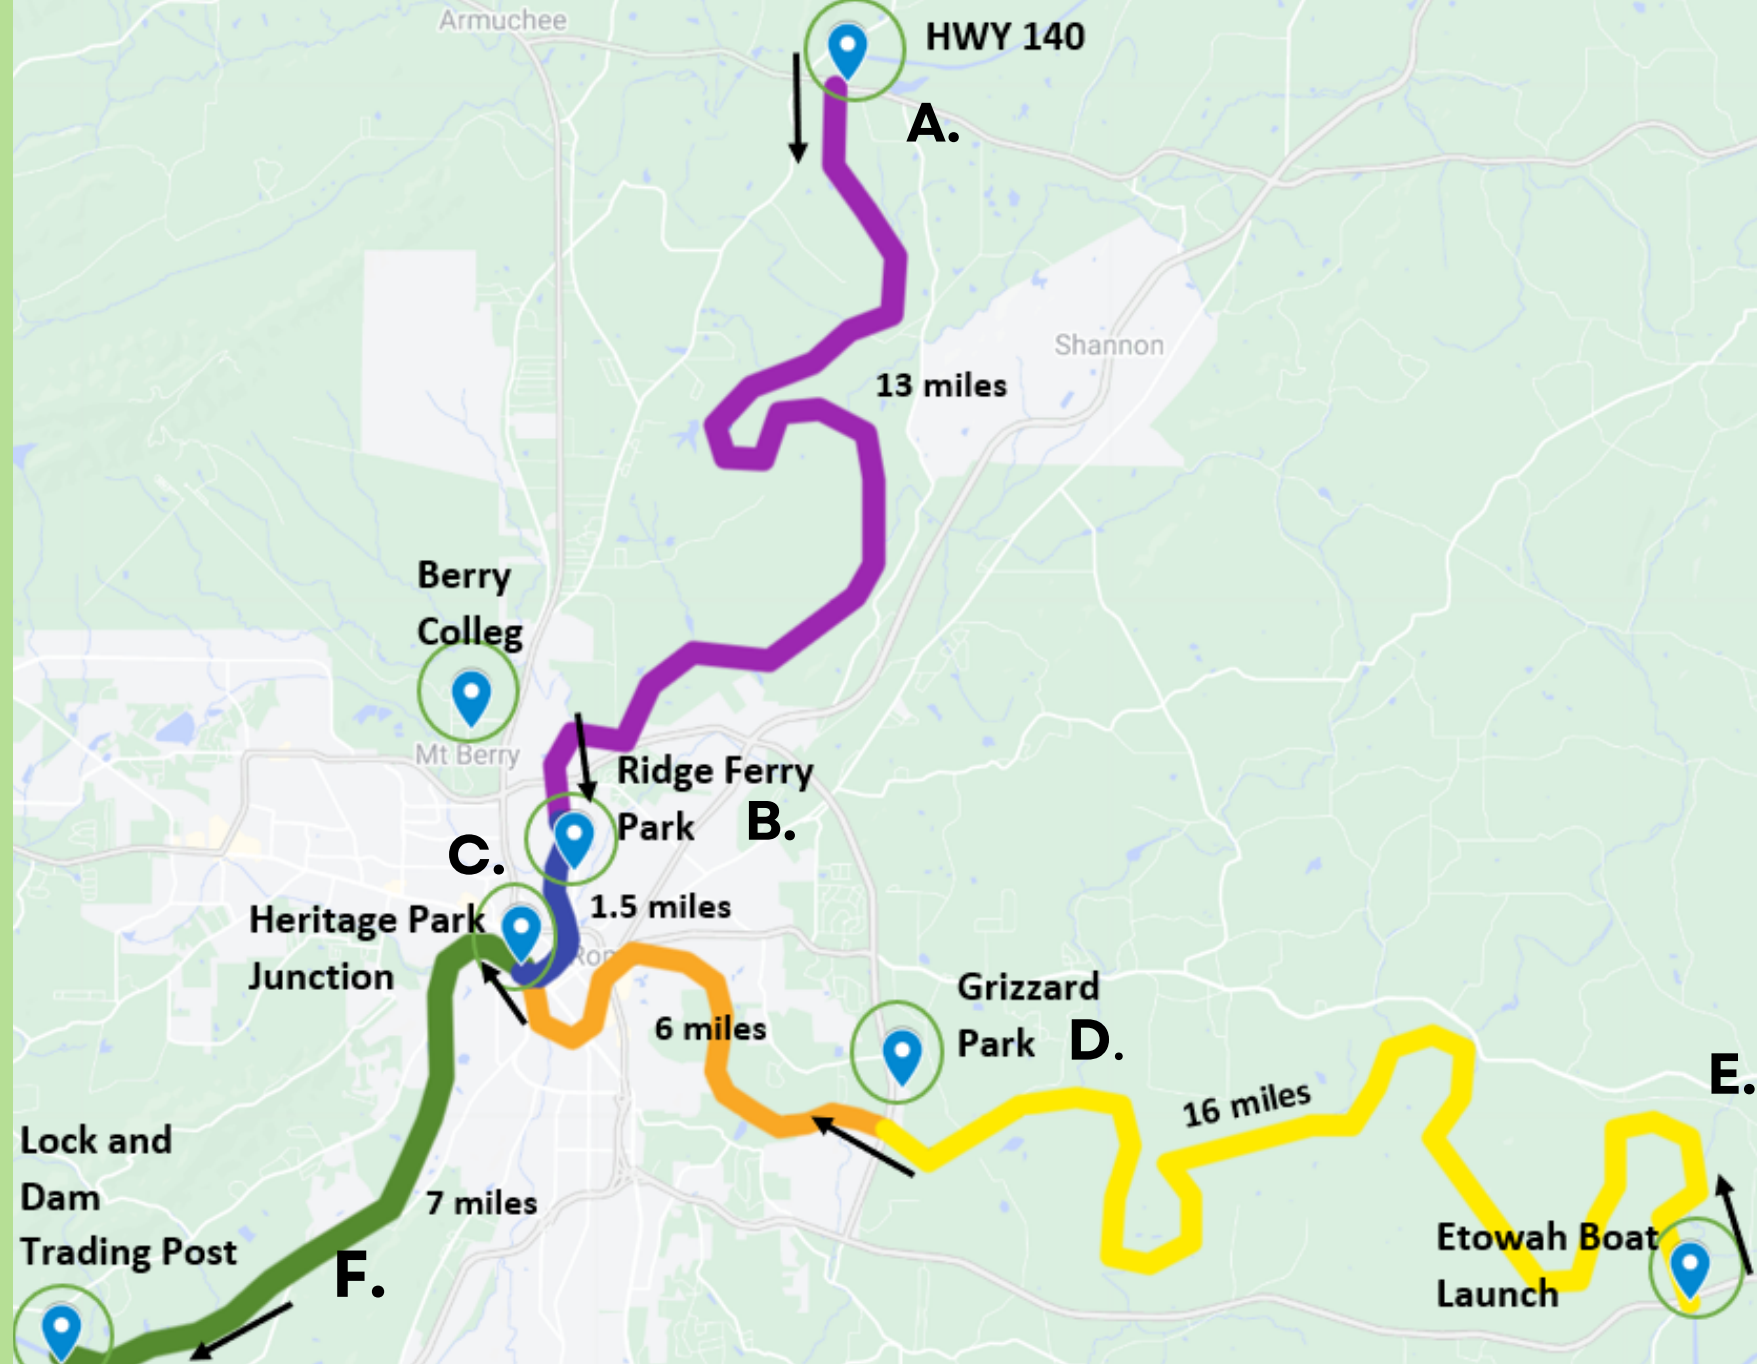 Armuchee
HWY 140
A.
Shannon
13 miles
Berry
Colleg
Mt Berry
Ridge Ferry
Park
B.
C.
1.5 miles
Heritage Park
Junction
Rom
6 miles
Grizzard
Park
D.
E.
16 miles
Lock and
Dam
Trading Post
7 miles
F.
Etowah Boat
Launch